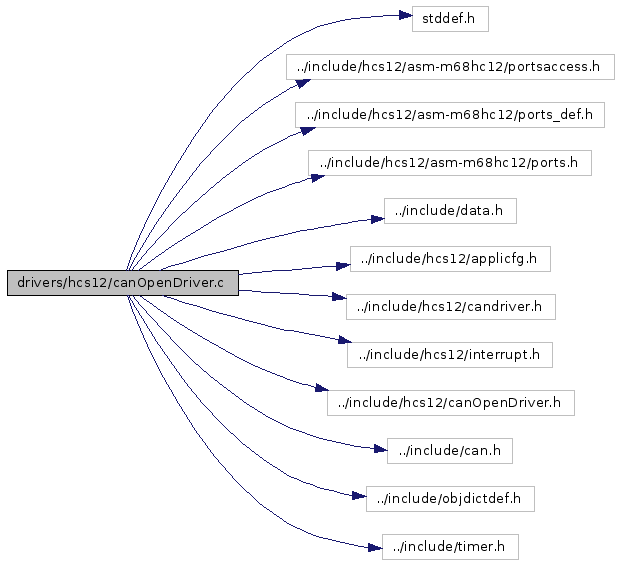 stddef.h
../include/hcs12/asm-m68hc12/portsaccess.h
../include/hcs12/asm-m68hc12/ports_def.h
../include/hcs12/asm-m68hc12/ports.h
../include/data.h
../include/hcs12/applicfg.h
drivers/hcs12/canOpenDriver.c
../include/hcs12/candriver.h
../include/hcs12/interrupt.h
../include/hcs12/canOpenDriver.h
../include/can.h
../include/objdictdef.h
../include/timer.h